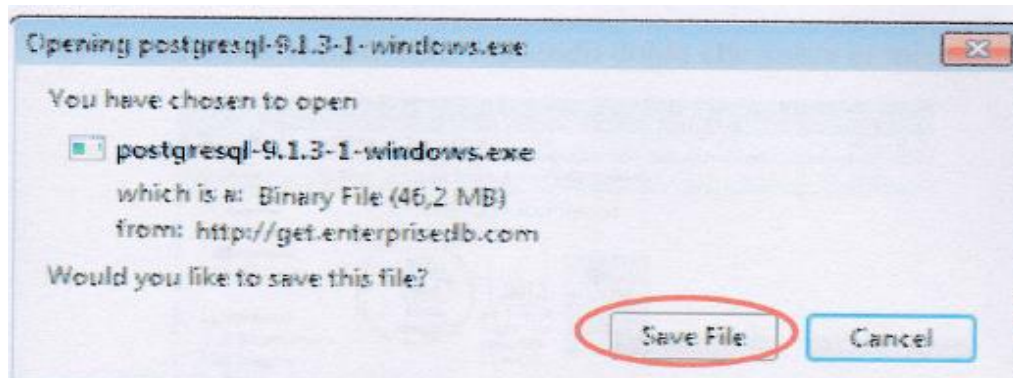 Opening postgresql-9.1.3-1-windows.exe
You have chosen to open
postgresql-9.1.3-1-windows.exe
which is a: Binary File (46,2 MB)
from: http://get.enterprisedb.com
Would you like to save this file?
Save File
Cancel